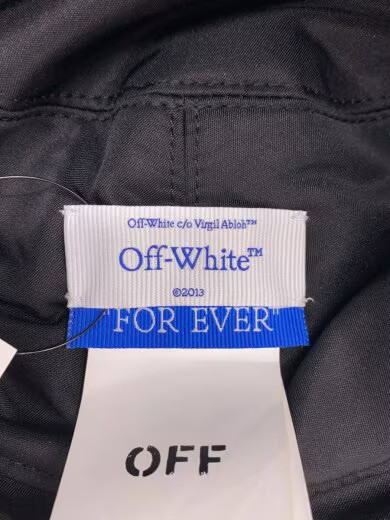 Off-White c/o Virgil Abloh™
Off-White™
©2013
"FOR EVER"
OFF